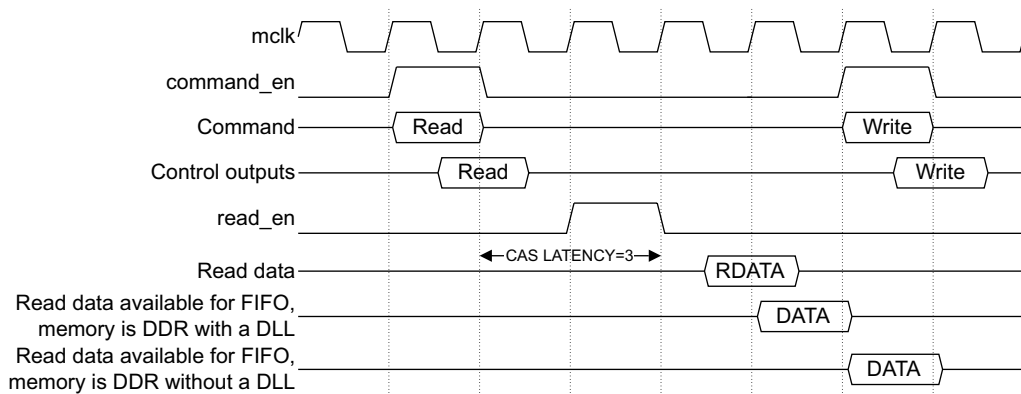 mclk
command_en
Command
Read
Write
Control outputs
Read
Write
read_en
CAS LATENCY=3
Read data
RDATA
Read data available for FIFO,
memory is DDR with a DLL
DATA
Read data available for FIFO,
memory is DDR without a DLL
DATA